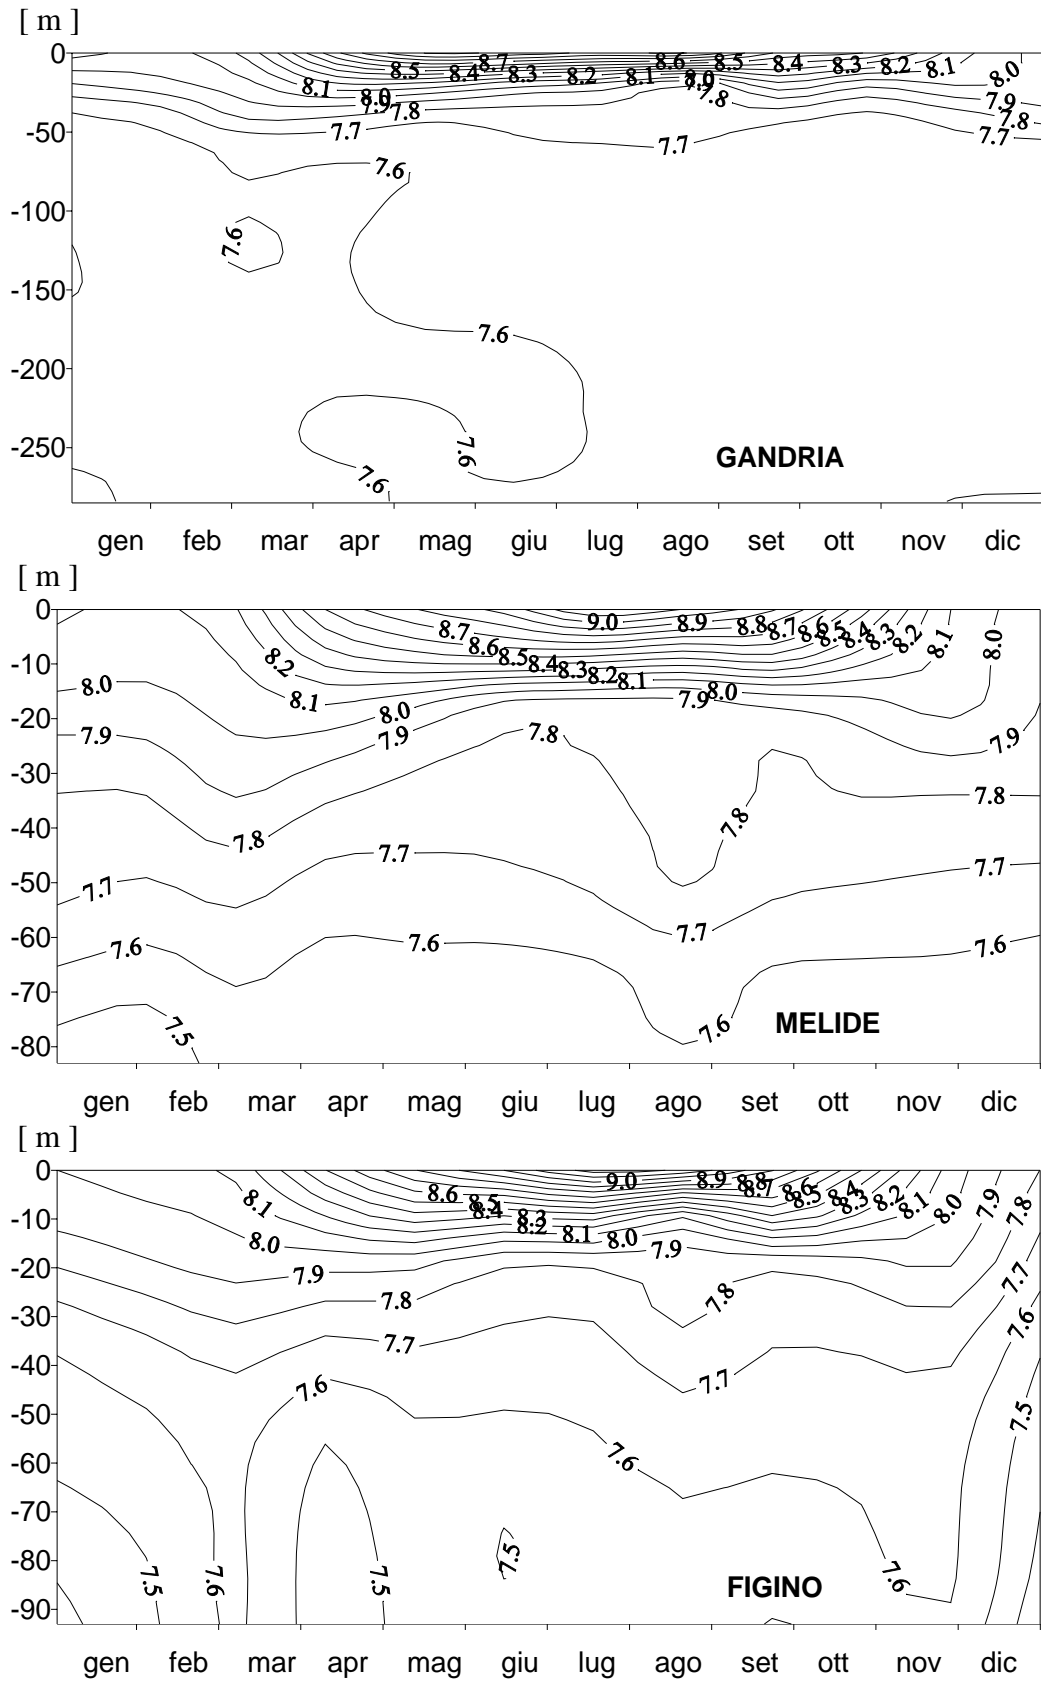 [ m ]
0
8.7 8.6 8.5 8.4 8.3 8.2 8.1 8.0
8.5 8.4 8.3 8.2 8.1 8.0
8.1 8.0 7.9 7.8 7.8 7.9
7.8
-50 7.7 7.7 7.7
7.6
-100
7.6
-150
7.6
-200
-250 7.6 GANDRIA
7.6
gen feb mar apr mag giu lug ago set ott nov dic
[ m ]
0
8.7 9.0 8.9 8.8 8.7 8.6 8.5 8.4 8.3 8.2 8.1 8.0
8.6 8.5 8.4 8.3 8.2 8.1
-10 8.2
8.0 8.1 8.0 7.9 8.0
-20
7.9 7.9 7.8 7.9
-30
7.8
-40 7.8 7.8
7.7
-50 7.7 7.7
-60 7.6 7.6 7.7 7.6
-70
7.5 7.6 MELIDE
-80
gen feb mar apr mag giu lug ago set ott nov dic
[ m ]
0
8.6 8.5 8.4 9.0 8.9 8.8 8.7 8.6 8.5 8.4 8.3 8.2 8.1 8.0 7.9 7.8
-10 8.1 8.3 8.2 8.1 8.0
8.0 7.9
-20 7.9 7.7
7.8 7.8
-30 7.6
7.7
-40 7.7
7.6
-50 7.5
7.6
-60
-70
-80 7.5
7.5 7.6 7.5 FIGINO 7.6
-90
gen feb mar apr mag giu lug ago set ott nov dic